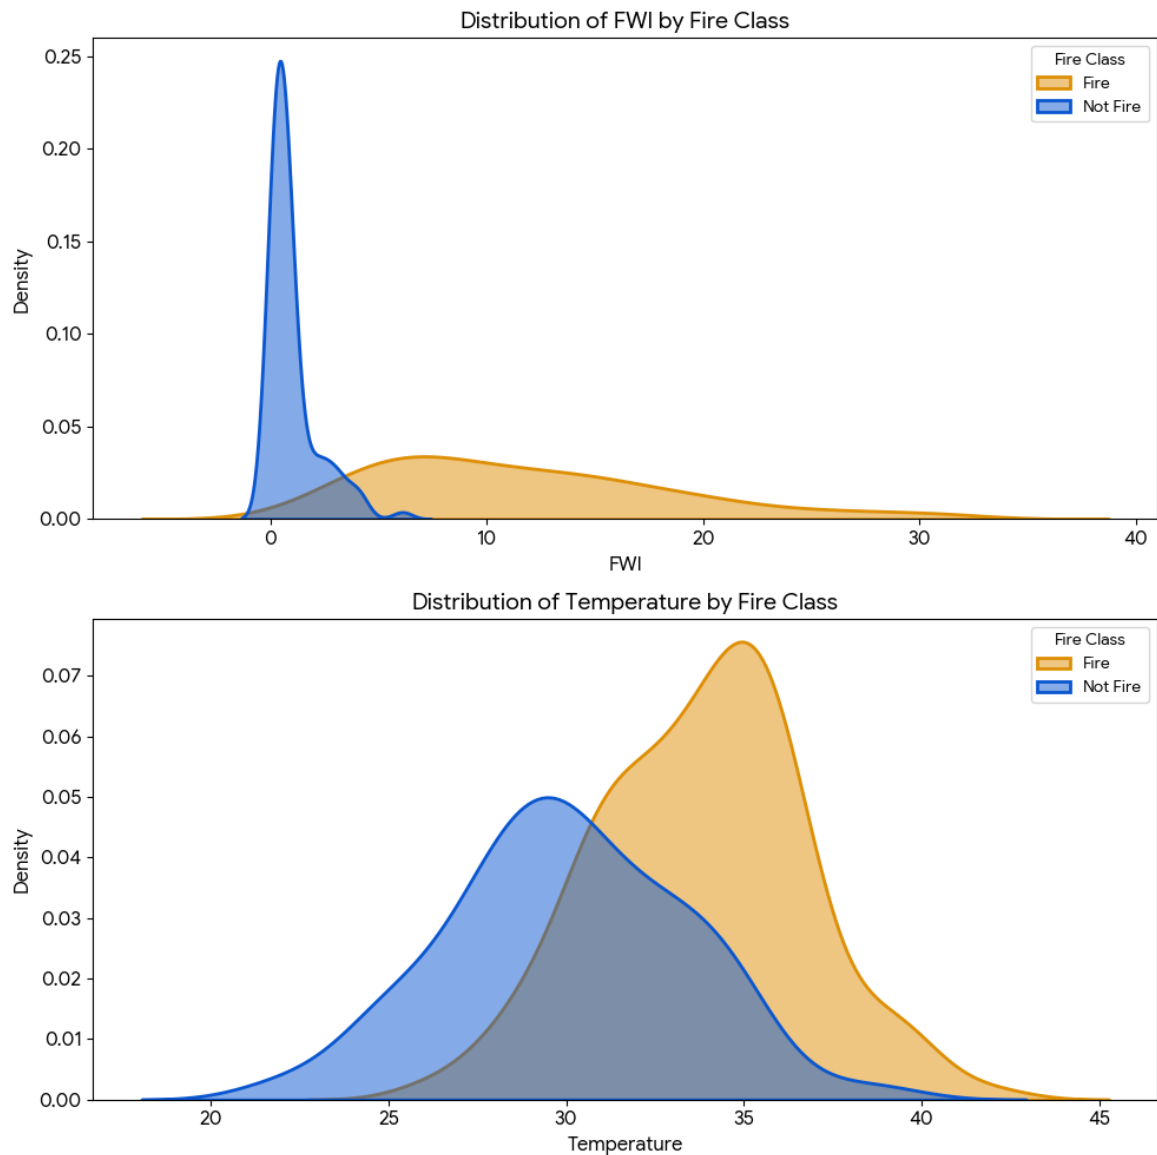 Distribution of FWI by Fire Class
Fire Class
Fire
Not Fire
0.25
0.20
0.15
0.10
0.05
0.00
Density
0
10
20
30
40
FWI
Distribution of Temperature by Fire Class
Fire Class
Fire
Not Fire
0.07
0.06
0.05
0.04
0.03
0.02
0.01
0.00
Density
20
25
30
35
40
45
Temperature